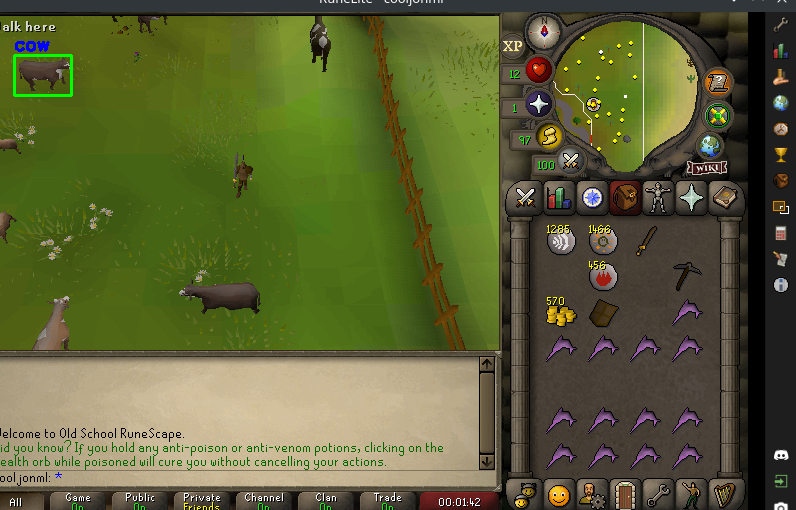 RuneLite - cooljonml
alk here
COW
XP
12
1
97
100
WIKI
1285
1466
456
570
elcome to Old School RuneScape.
id you know? If you hold any anti-poison or anti-venom potions, clicking on the
ealth orb while poisoned will cure you without cancelling your actions.
ool jonml: *
All
Game
On
Public
On
Private
Friends
Channel
On
Clan
On
Trade
On
00:01:42